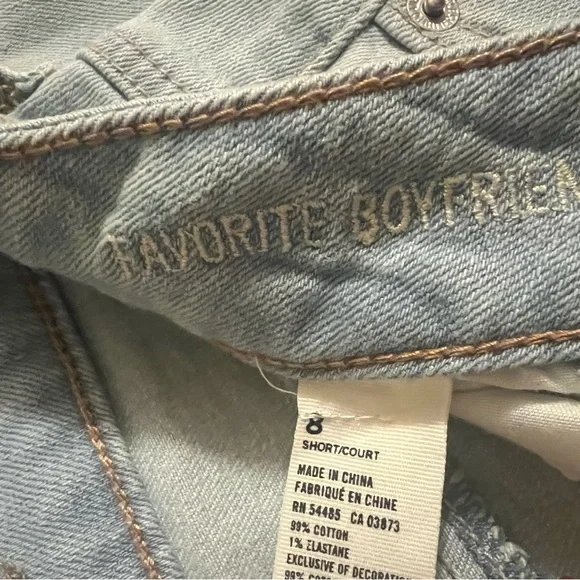 FAVORITE BOYFRIEN
8
SHORT/COURT
MADE IN CHINA
FABRIQUÉ EN CHINE
RN 54485 CA 03873
99% COTTON
1% ELASTANE
EXCLUSIVE OF DECORATION